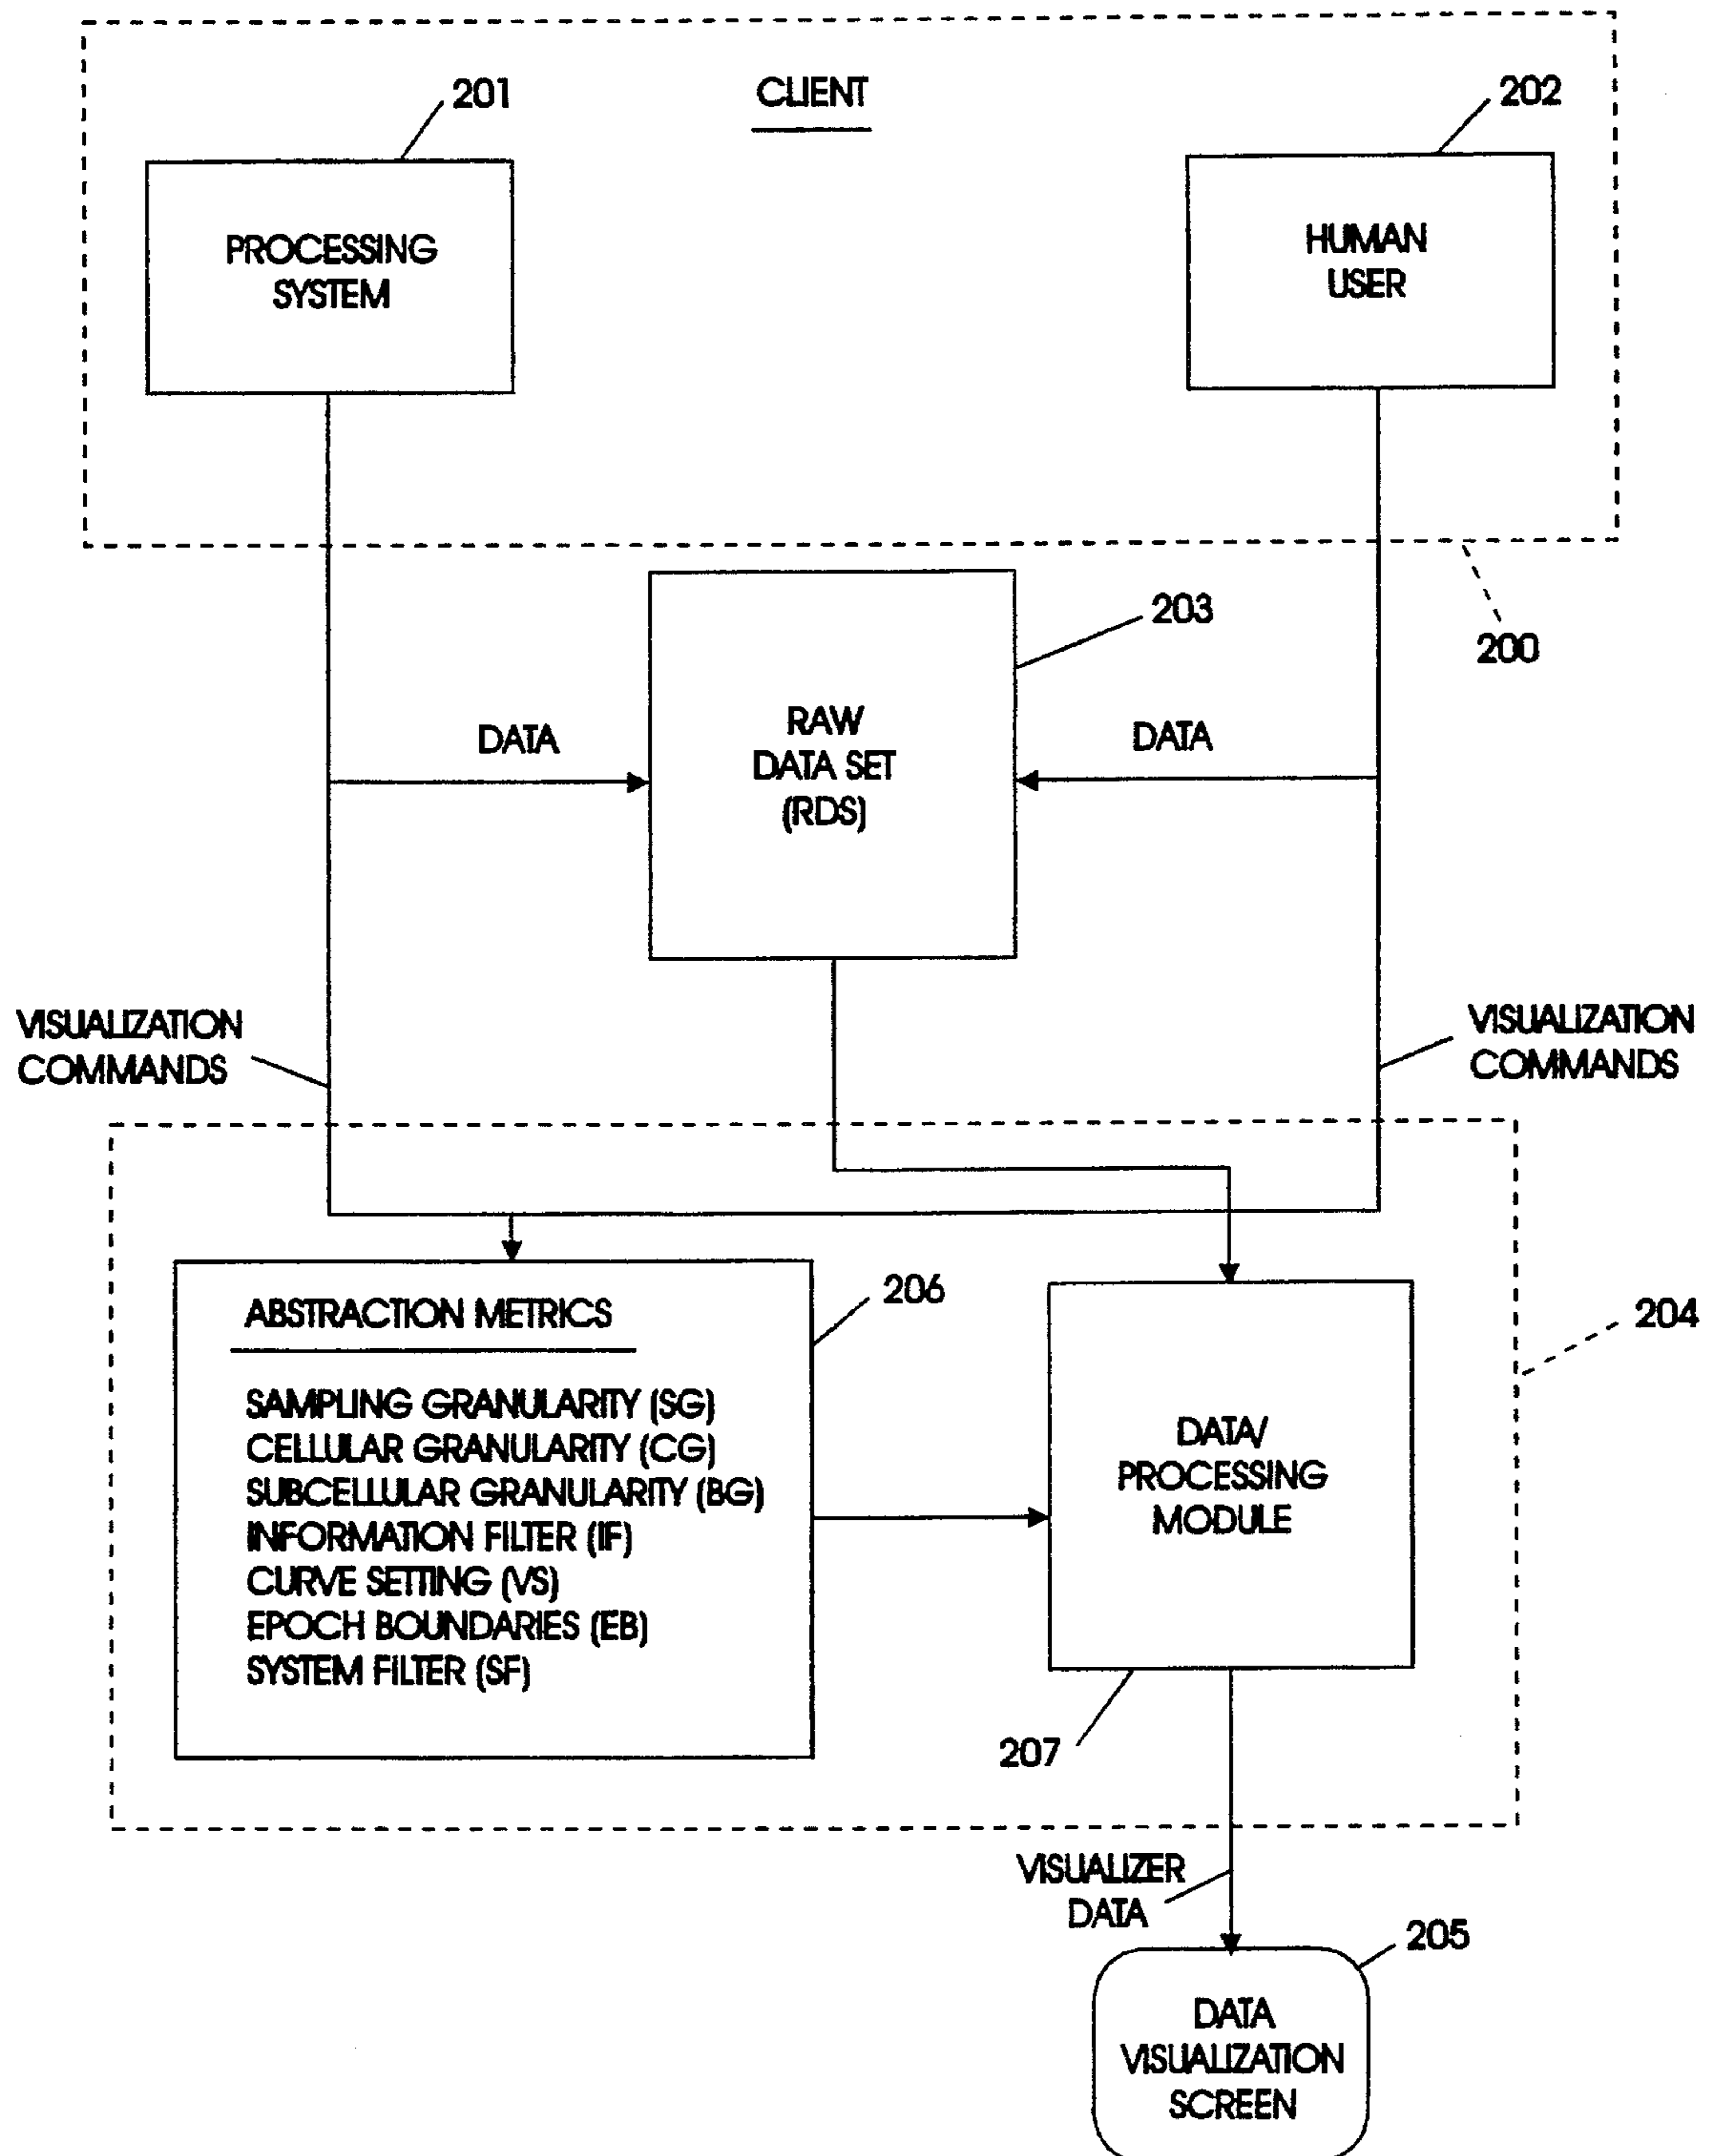 201
CLIENT
202
PROCESSING
SYSTEM
HUMAN
USER
203
200
DATA
RAW
DATA SET
(RDS)
DATA
VISUALIZATION
COMMANDS
VISUALIZATION
COMMANDS
206
204
ABSTRACTION METRICS
SAMPLING GRANULARITY (SG)
CELLULAR GRANULARITY (CG)
SUBCELLULAR GRANULARITY (BG)
INFORMATION FILTER (IF)
CURVE SETTING (VS)
EPOCH BOUNDARIES (EB)
SYSTEM FILTER (SF)
DATA/
PROCESSING
MODULE
207
VISUALIZER
DATA
205
DATA
VISUALIZATION
SCREEN